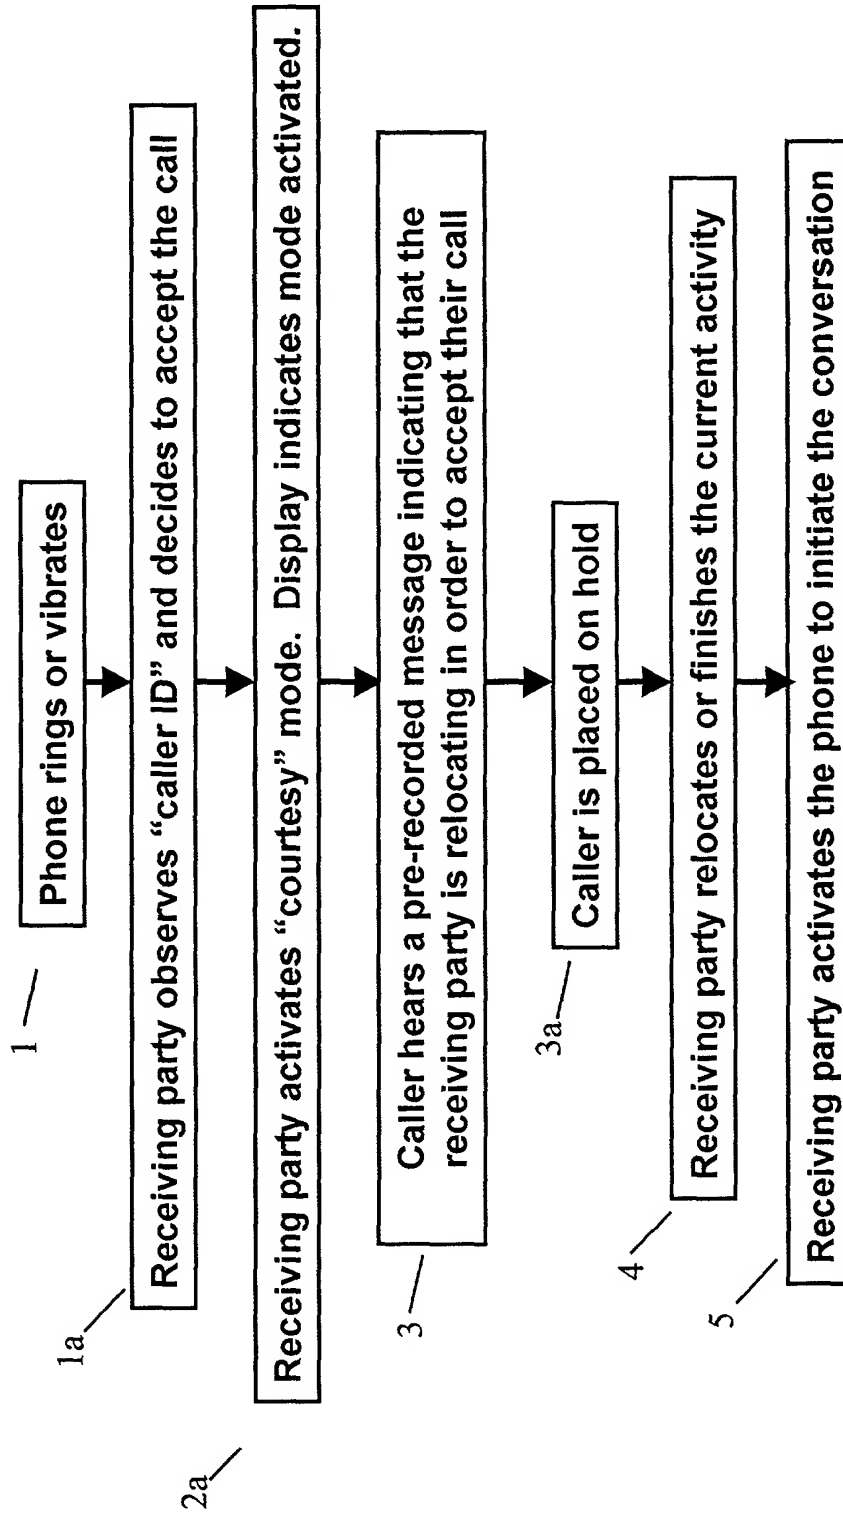 1
Phone rings or vibrates
1a
Receiving party observes “caller ID” and decides to accept the call
2a
Receiving party activates “courtesy” mode.  Display indicates mode activated.
3
Caller hears a pre-recorded message indicating that the
receiving party is relocating in order to accept their call
3a
Caller is placed on hold
4
Receiving party relocates or finishes the current activity
5
Receiving party activates the phone to initiate the conversation